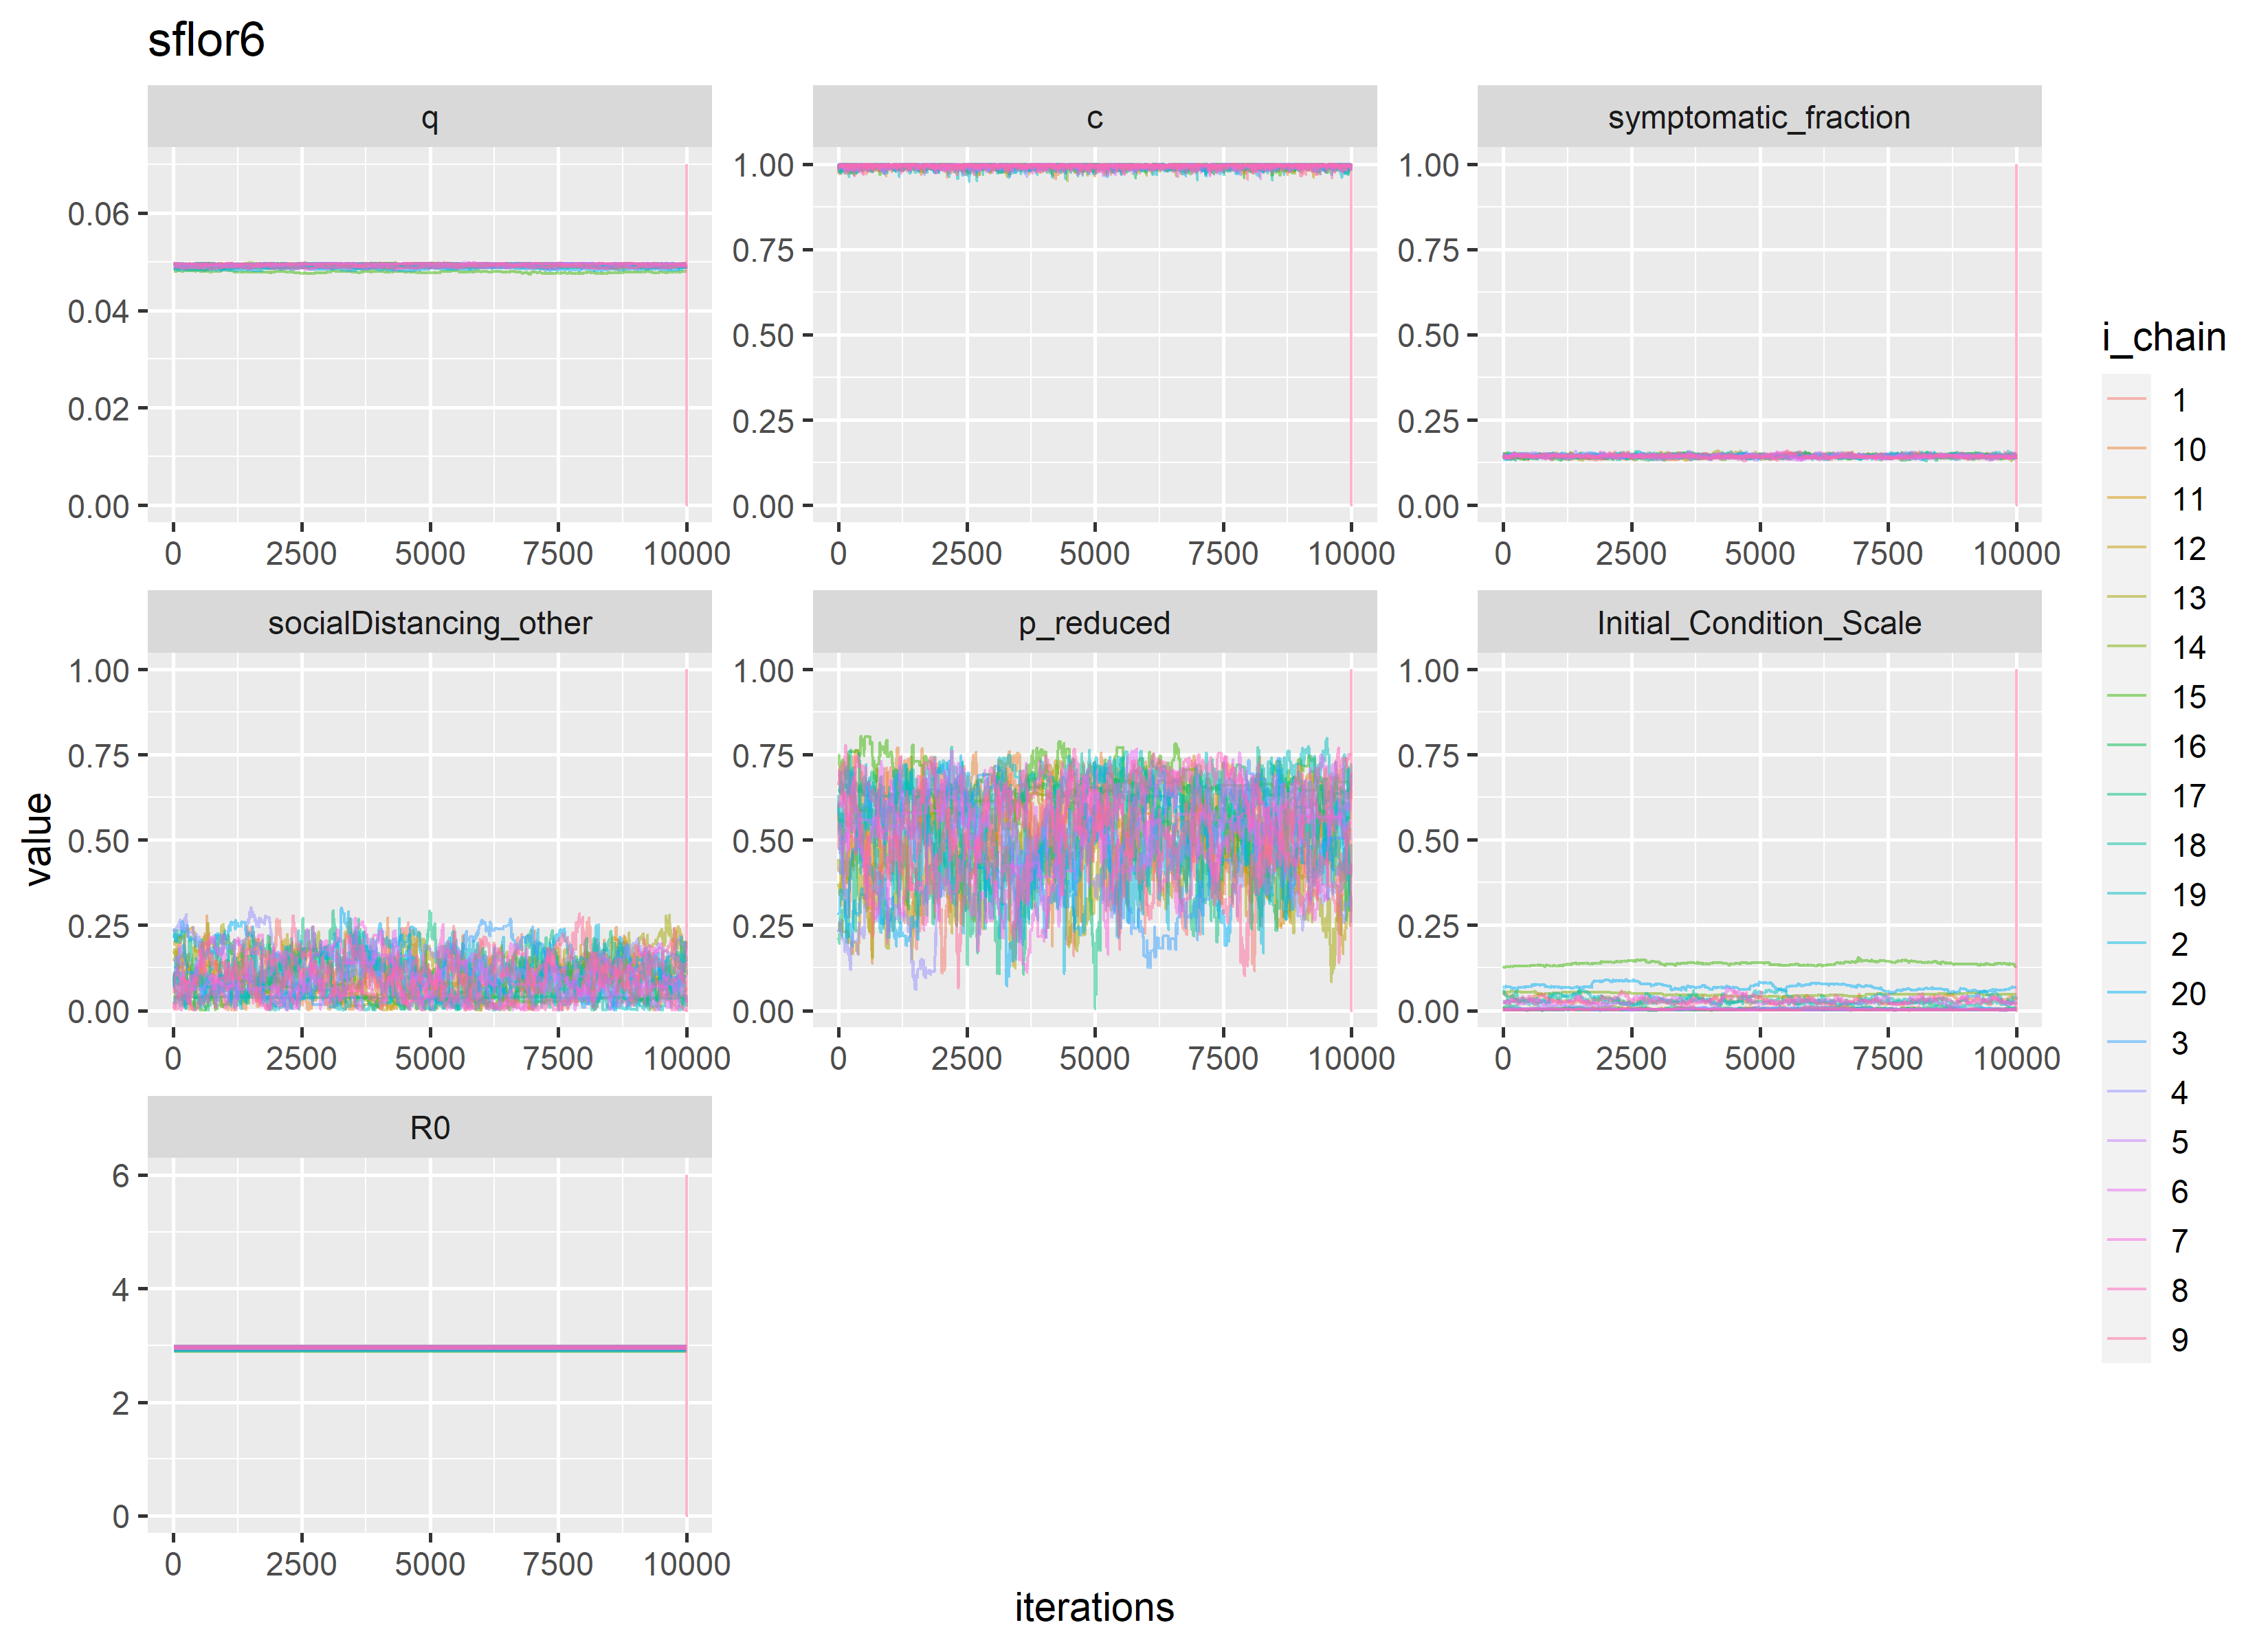 sflor6
q
c
symptomatic_fraction
0.06
0.04
0.02
0.00
1.00
0.75
0.50
0.25
0.00
1.00
0.75
0.50
0.25
0.00
0 2500 5000 7500 10000
0 2500 5000 7500 10000
0 2500 5000 7500 10000
socialDistancing_other
p_reduced
Initial_Condition_Scale
1.00
0.75
0.50
0.25
0.00
1.00
0.75
0.50
0.25
0.00
1.00
0.75
0.50
0.25
0.00
0 2500 5000 7500 10000
0 2500 5000 7500 10000
0 2500 5000 7500 10000
R0
6
4
2
0
0 2500 5000 7500 10000
value
iterations
i_chain
1
10
11
12
13
14
15
16
17
18
19
2
20
3
4
5
6
7
8
9